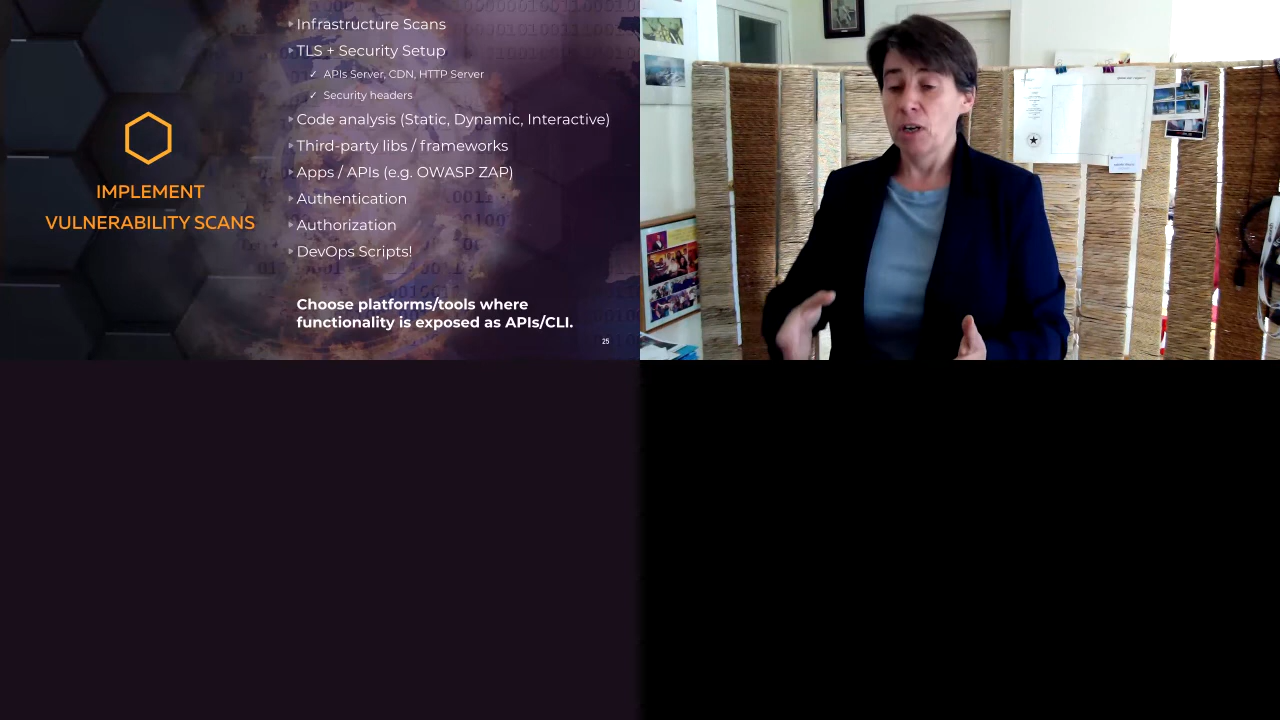 Infrastructure Scans
TLS + Security Setup
✓ APIs Server, CDN, HTTP Server
✓ Security headers
Code analysis (Static, Dynamic, Interactive)
Third-party libs / frameworks
Apps / APIs (e.g. OWASP ZAP)
Authentication
Authorization
DevOps Scripts!
IMPLEMENT
VULNERABILITY SCANS
Choose platforms/tools where
functionality is exposed as APIs/CLI.
25